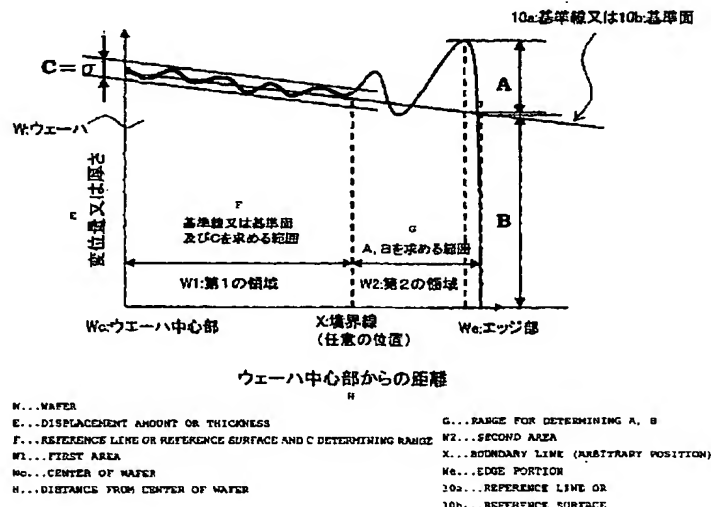 10a:基準線又は10b:基準面
C=σ
A
W:ウェーハ
E
変位量又は厚さ
F
基準線又は基準面
及びCを求める範囲
G
A, Bを求める範囲
B
W1:第1の領域
W2:第2の領域
Wc:ウエーハ中心部
X:境界線
(任意の位置)
We:エッジ部
ウェーハ中心部からの距離
H
W...WAFER
E...DISPLACEMENT AMOUNT OR THICKNESS
F...REFERENCE LINE OR REFERENCE SURFACE AND C DETERMINING RANGE
W1...FIRST AREA
Wc...CENTER OF WAFER
H...DISTANCE FROM CENTER OF WAFER
G...RANGE FOR DETERMINING A, B
W2...SECOND AREA
X...BOUNDARY LINE (ARBITRARY POSITION)
We...EDGE PORTION
10a...REFERENCE LINE OR
10b...REFERENCE SURFACE